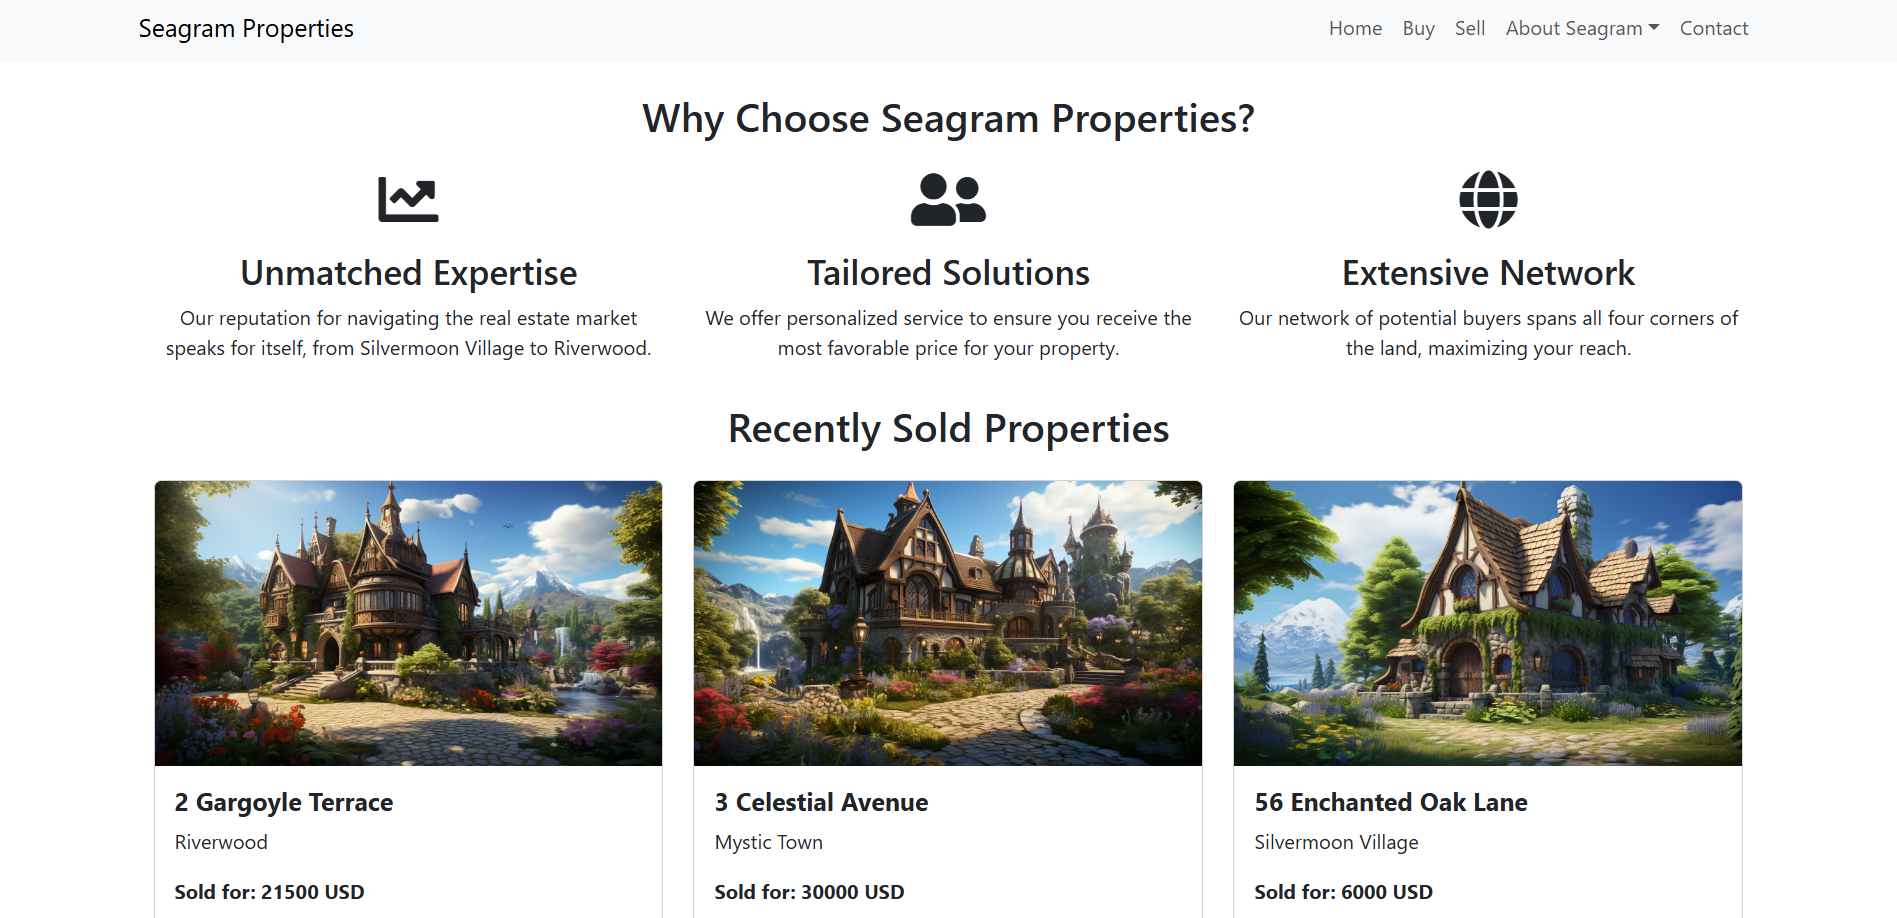 Seagram Properties
Home Buy Sell About Seagram Contact
Why Choose Seagram Properties?
Unmatched Expertise
Our reputation for navigating the real estate market
speaks for itself, from Silvermoon Village to Riverwood.
Tailored Solutions
We offer personalized service to ensure you receive the
most favorable price for your property.
Extensive Network
Our network of potential buyers spans all four corners of
the land, maximizing your reach.
Recently Sold Properties
2 Gargoyle Terrace
Riverwood
Sold for: 21500 USD
3 Celestial Avenue
Mystic Town
Sold for: 30000 USD
56 Enchanted Oak Lane
Silvermoon Village
Sold for: 6000 USD